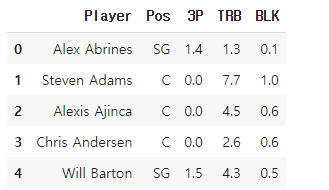 Player Pos 3P TRB BLK
0 Alex Abrines SG 1.4 1.3 0.1
1 Steven Adams C 0.0 7.7 1.0
2 Alexis Ajinca C 0.0 4.5 0.6
3 Chris Andersen C 0.0 2.6 0.6
4 Will Barton SG 1.5 4.3 0.5